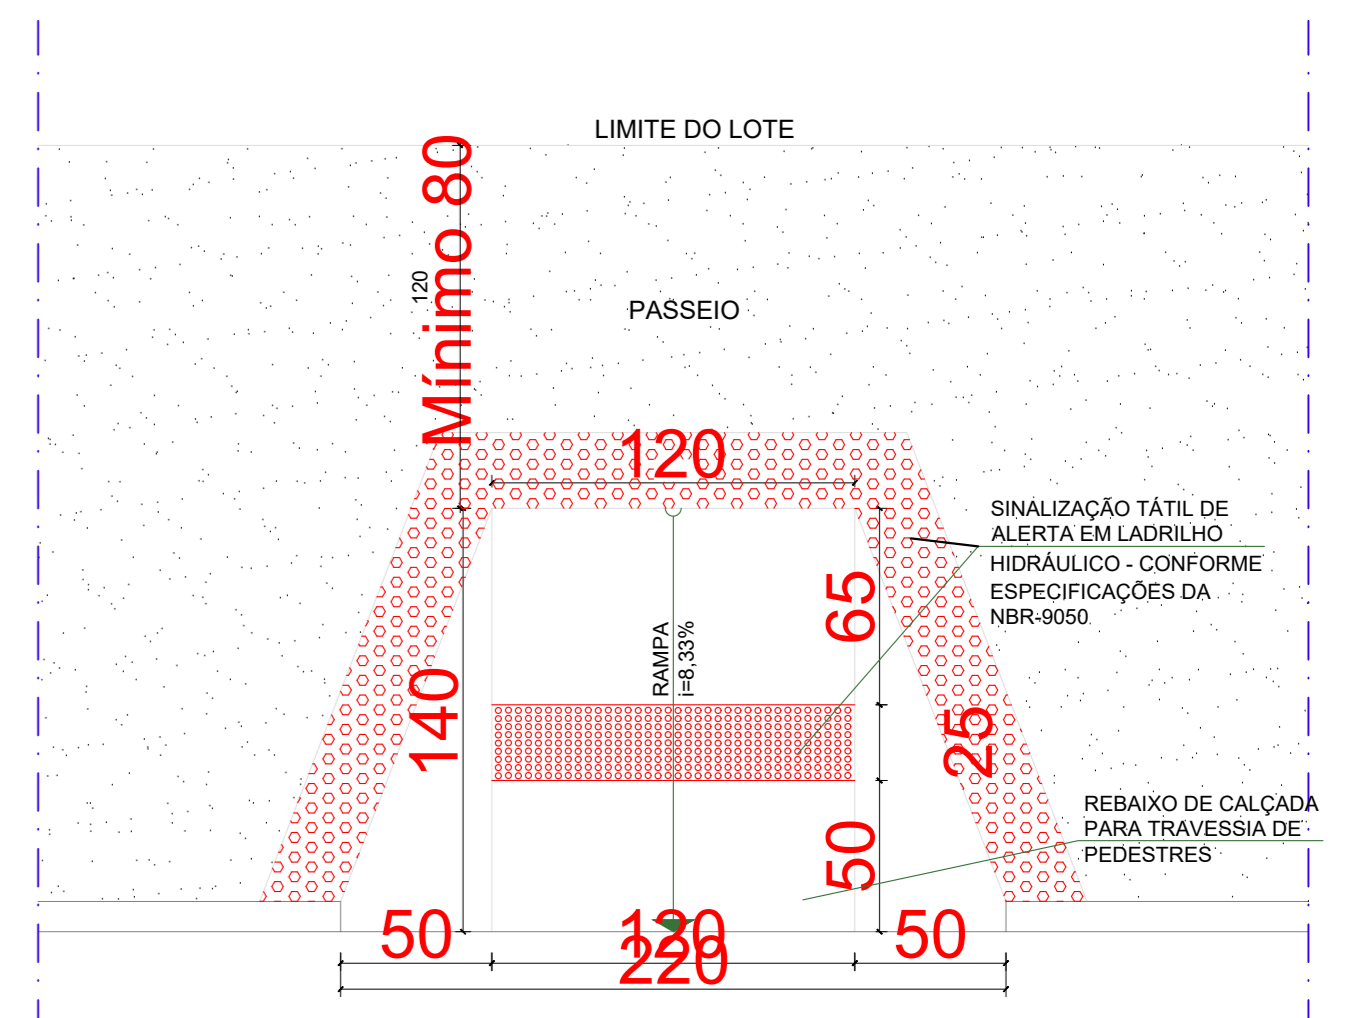 LIMITE DO LOTE
Mínimo 80
120
PASSEIO
120
SINALIZAÇÃO TÁTIL DE
ALERTA EM LADRILHO
HIDRÁULICO - CONFORME
ESPECIFICAÇÕES DA
NBR-9050
65
RAMPA
i=8,33%
140
25
REBAIXO DE CALÇADA
PARA TRAVESSIA DE
PEDESTRES
50
50
120
50
220